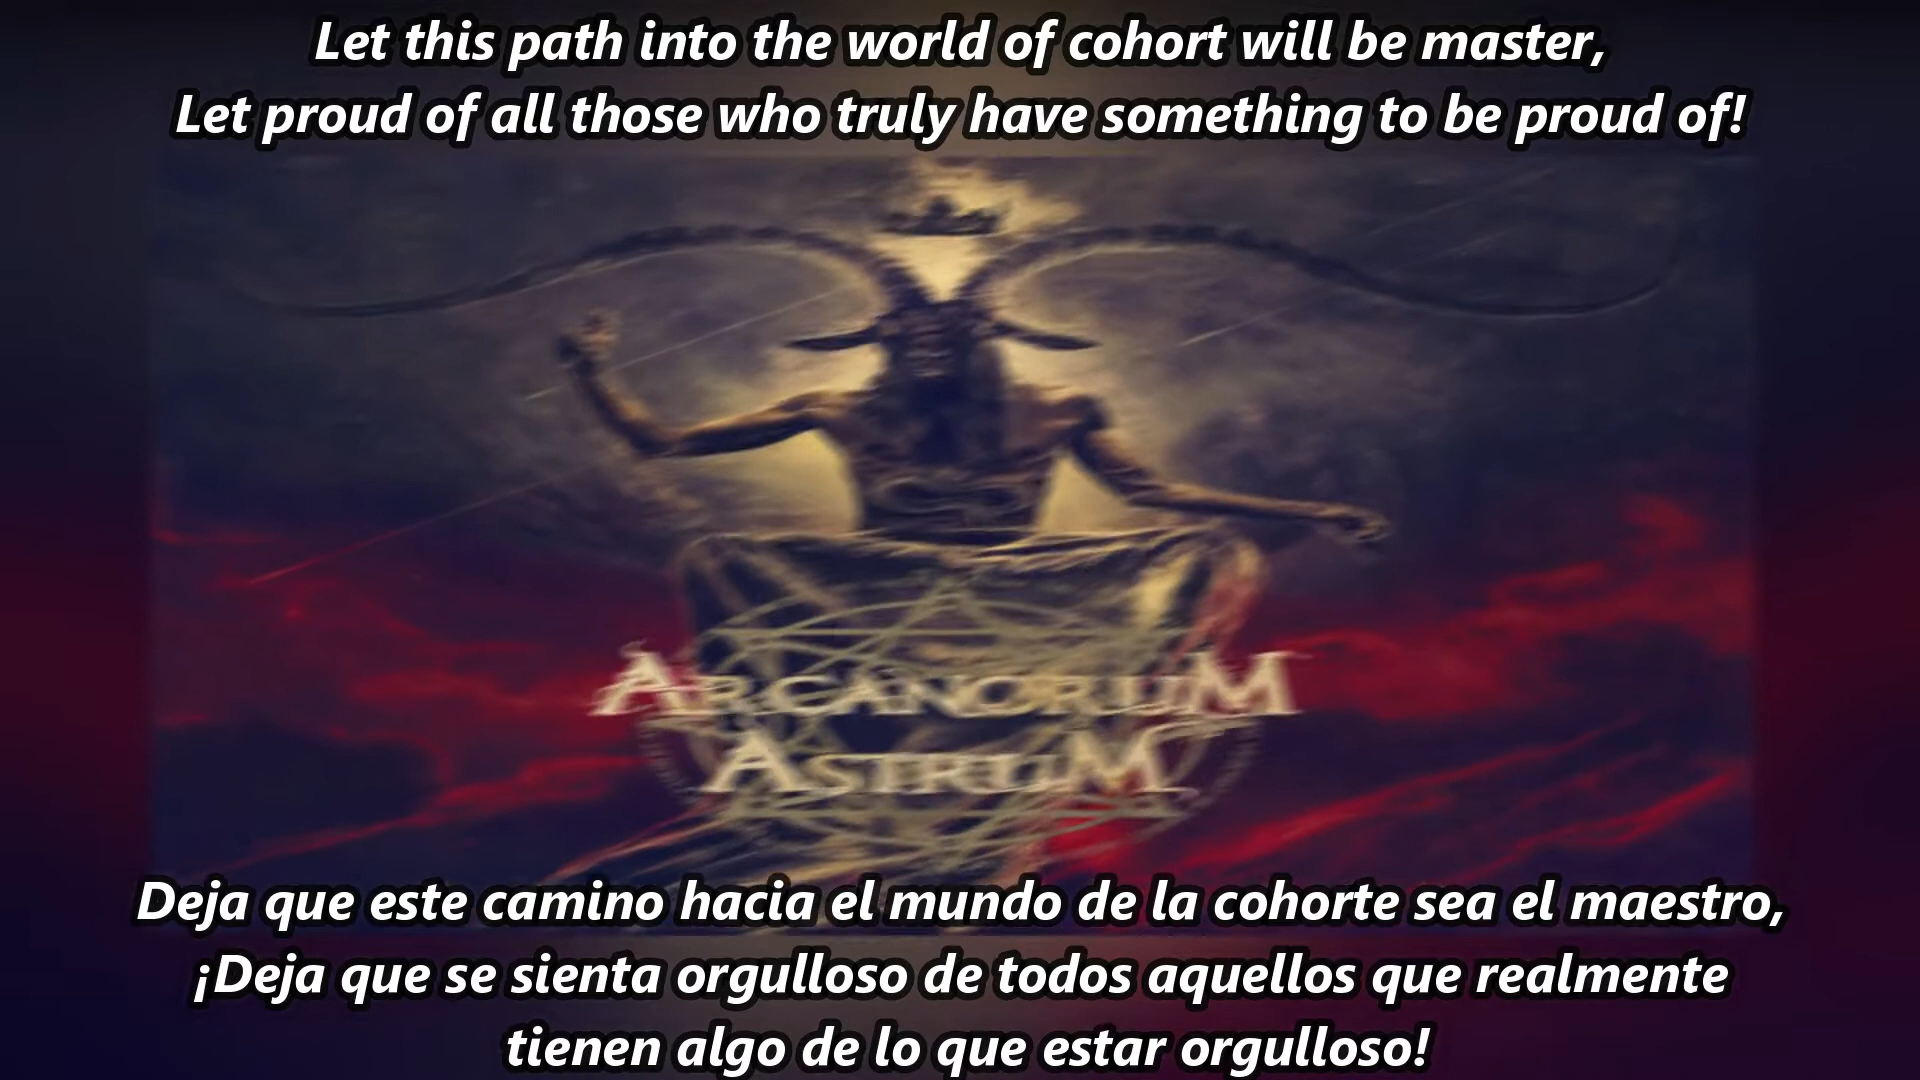 Let this path into the world of cohort will be master,
Let proud of all those who truly have something to be proud of!
ARCANORUM
ASTRUM
Deja que este camino hacia el mundo de la cohorte sea el maestro,
¡Deja que se sienta orgulloso de todos aquellos que realmente
tienen algo de lo que estar orgulloso!